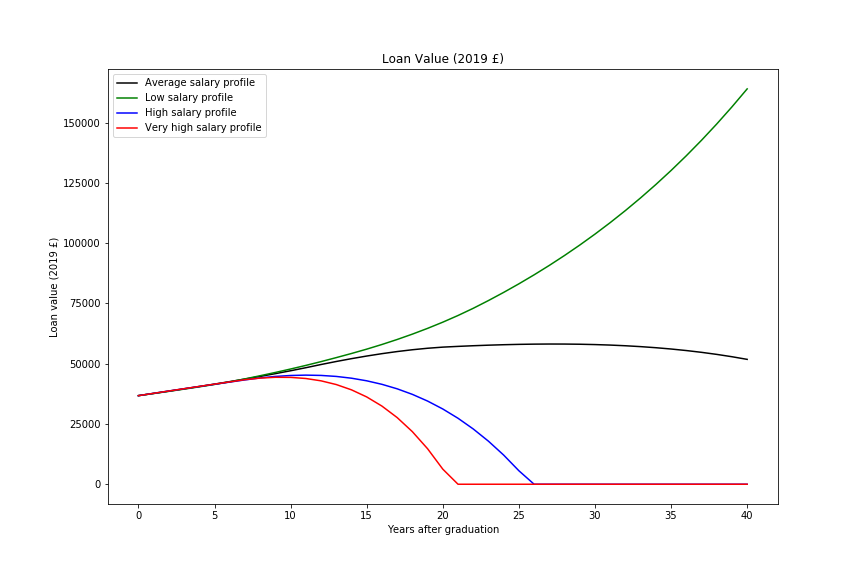 Loan Value (2019 £)
Average salary profile
Low salary profile
High salary profile
Very high salary profile
Loan value (2019 £)
150000
125000
100000
75000
50000
25000
0
0 5 10 15 20 25 30 35 40
Years after graduation